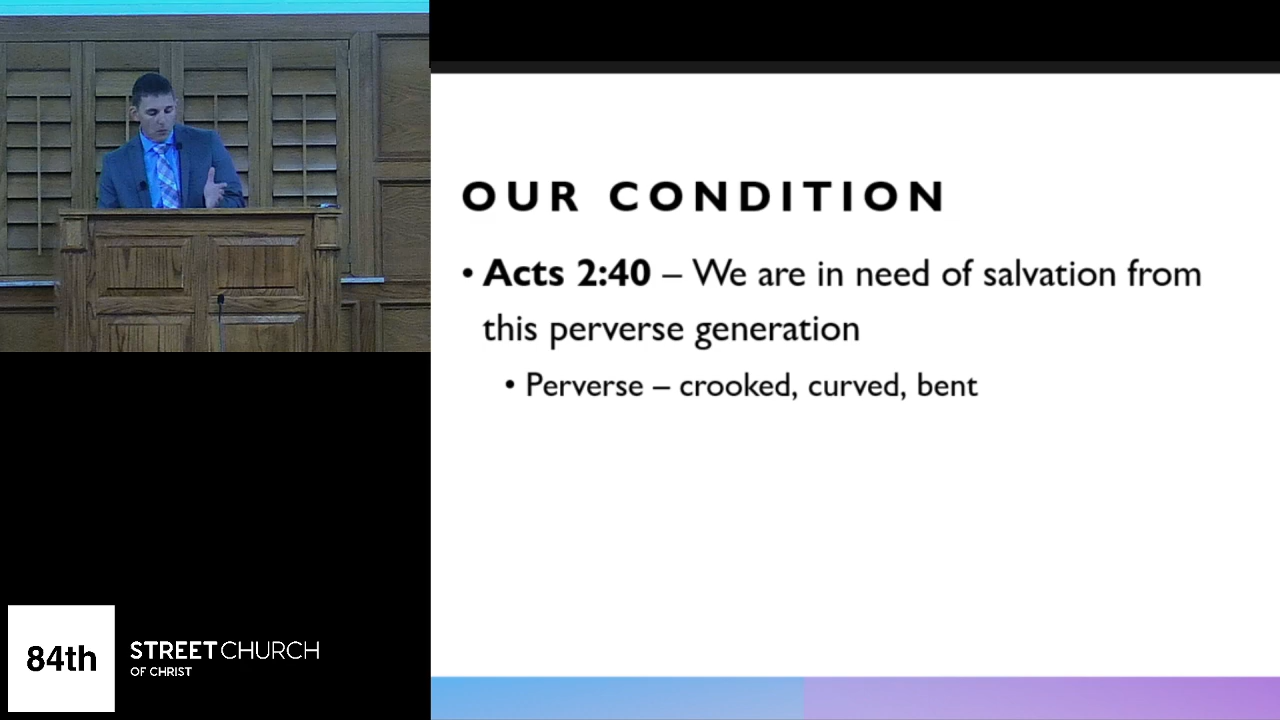 OUR CONDITION
• Acts 2:40 – We are in need of salvation from
this perverse generation
• Perverse – crooked, curved, bent
84th
STREET CHURCH
OF CHRIST